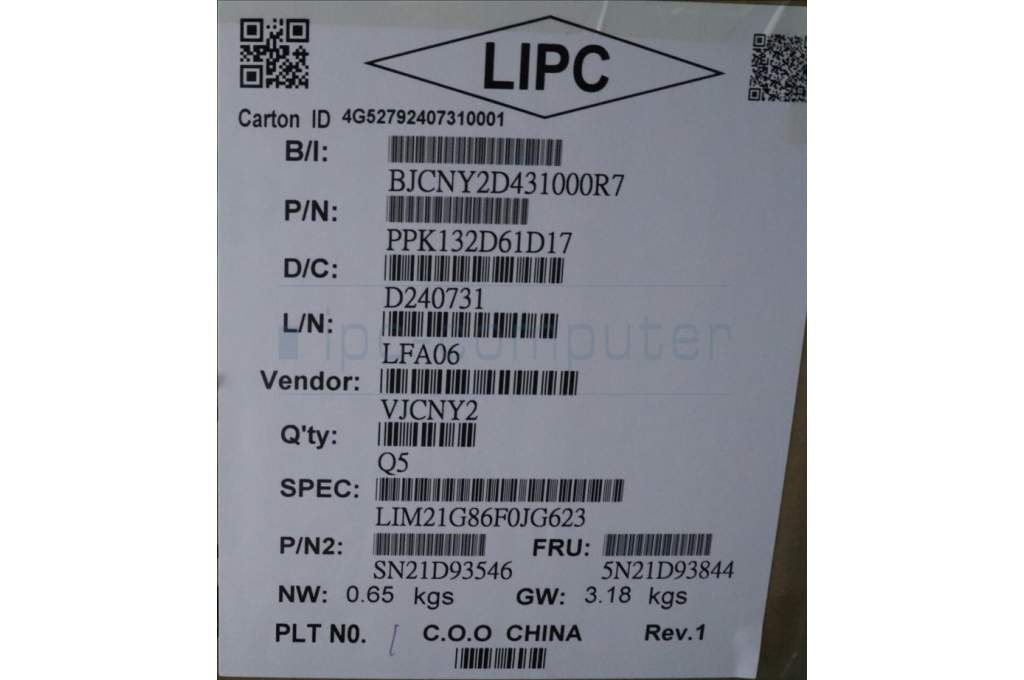 LIPC
Carton ID 4G52792407310001
B/I:
BJCNY2D431000R7
P/N:
PPK132D61D17
D/C:
D240731
L/N:
LFA06
Vendor:
VJCNY2
Q'ty:
Q5
SPEC:
LIM21G86F0JG623
P/N2: FRU:
SN21D93546 5N21D93844
NW: 0.65 kgs GW: 3.18 kgs
PLT N0. C.O.O CHINA Rev.1